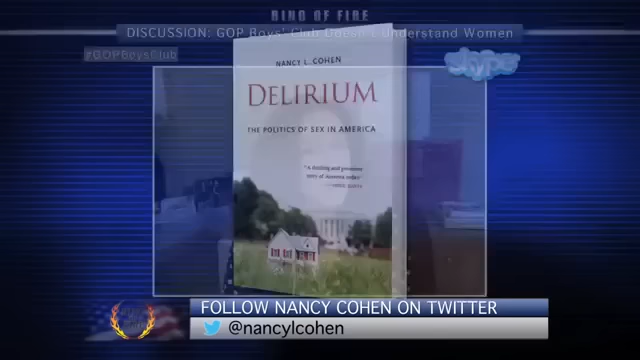 RING OF FIRE
DISCUSSION: GOP Boys' Club Doesn't Understand Women
#GOPBoysClub
skype
NANCY L. COHEN
DELIRIUM
THE POLITICS OF SEX IN AMERICA
FOLLOW NANCY COHEN ON TWITTER
@nancylcohen